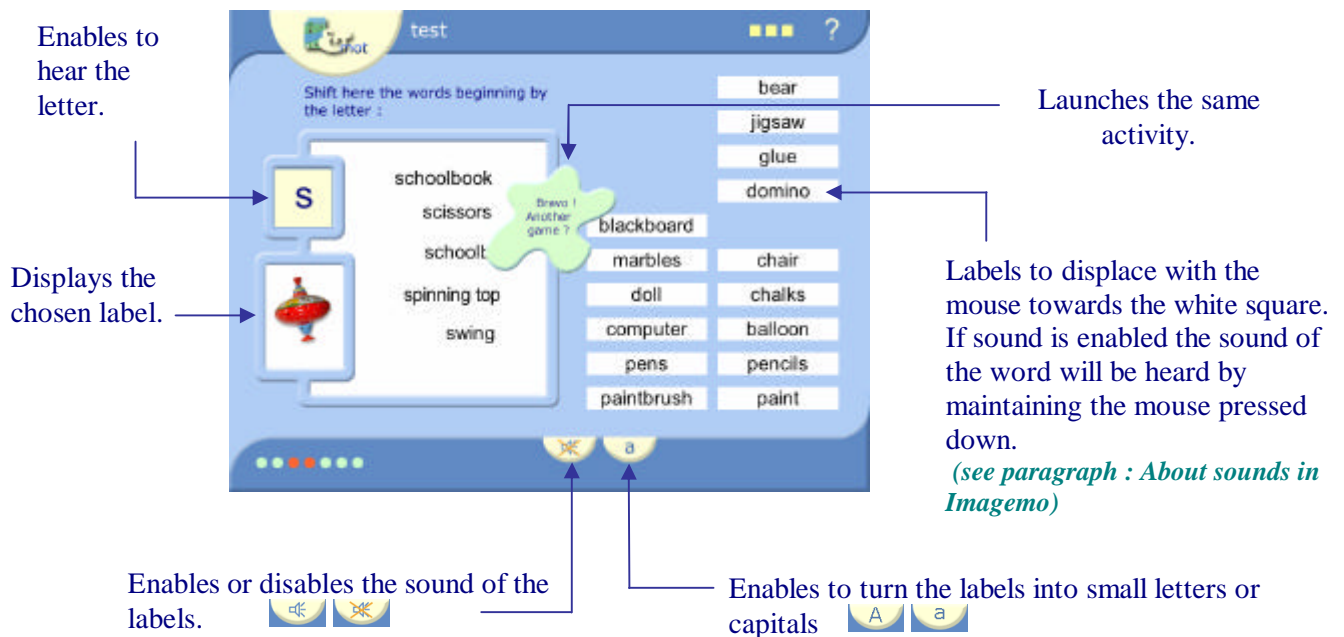 Enables to
hear the
letter.
test
?
Shift here the words beginning by
the letter :
S
schoolbook
scissors
schoolb
spinning top
swing
Bravo !
Another
game ?
bear
jigsaw
glue
domino
blackboard
marbles
chair
doll
chalks
computer
balloon
pens
pencils
paintbrush
paint
a
Launches the same
activity.
Displays the
chosen label.
Labels to displace with the
mouse towards the white square.
If sound is enabled the sound of
the word will be heard by
maintaining the mouse pressed
down.
(see paragraph : About sounds in
Imagemo)
Enables or disables the sound of the
labels.
Enables to turn the labels into small letters or
capitals A a